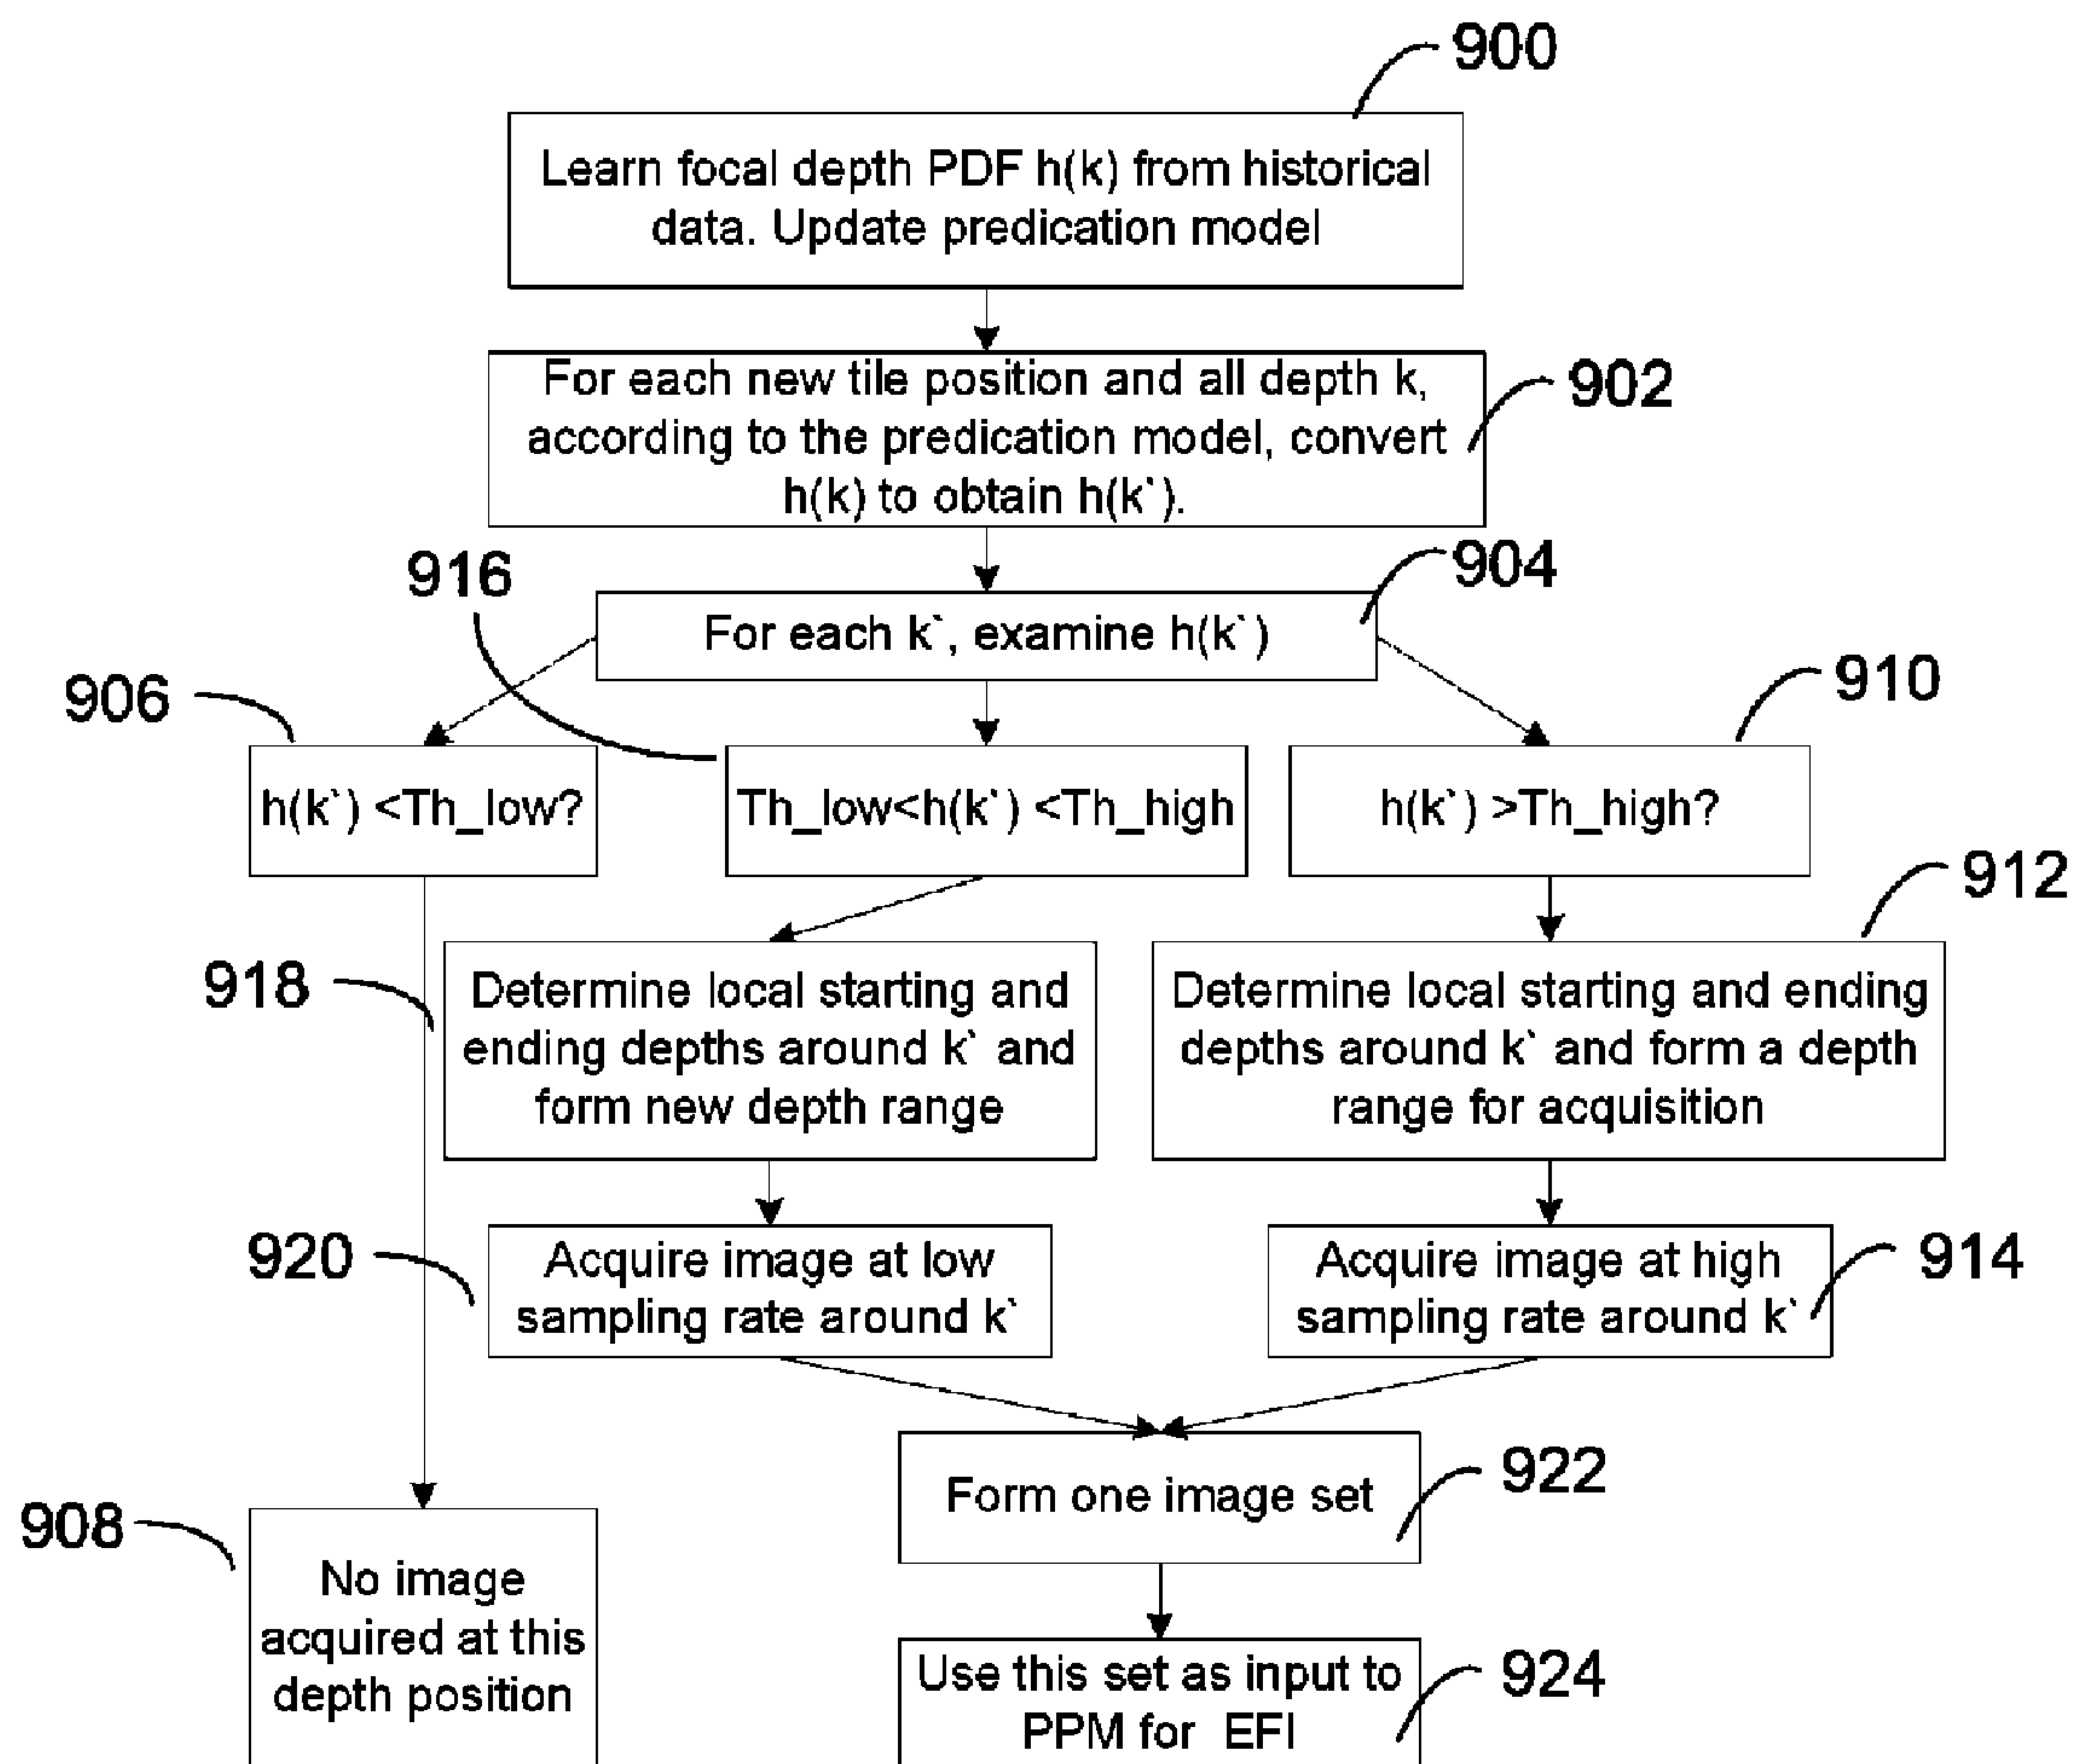 900
Learn focal depth PDF h(k) from historical
data. Update predication model
902
For each new tile position and all depth k,
according to the predication model, convert
h(k) to obtain h(k`).
916
904
For each k`, examine h(k`)
906
910
h(k`) <Th_low?
Th_low<h(k`) <Th_high
h(k`) >Th_high?
912
918
Determine local starting and
ending depths around k` and
form new depth range
Determine local starting and ending
depths around k` and form a depth
range for acquisition
920
Acquire image at low
sampling rate around k`
Acquire image at high
sampling rate around k`
914
Form one image set
922
908
No image
acquired at this
depth position
Use this set as input to
PPM for EFI
924